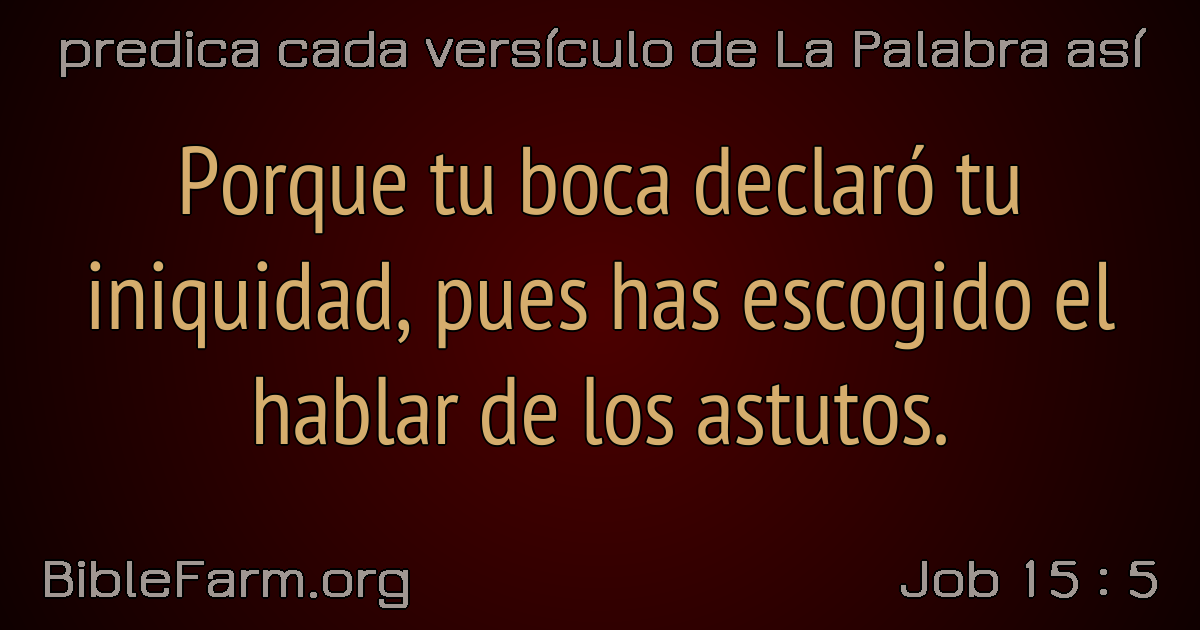 predica cada versículo de La Palabra así
Porque tu boca declaró tu
iniquidad, pues has escogido el
hablar de los astutos.
BibleFarm.org
Job 15 : 5